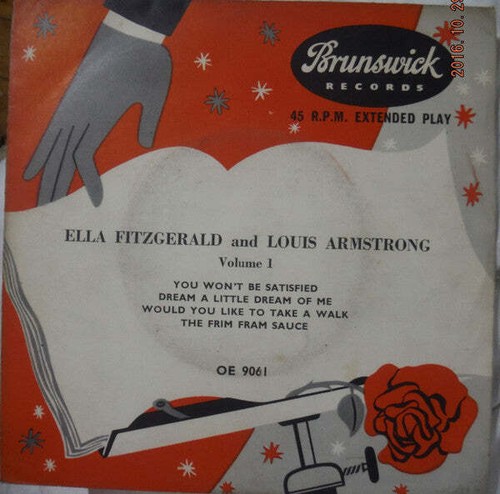 Brunswick
RECORDS
45 R.P.M. EXTENDED PLAY
ELLA FITZGERALD and LOUIS ARMSTRONG
Volume 1
YOU WON'T BE SATISFIED
DREAM A LITTLE DREAM OF ME
WOULD YOU LIKE TO TAKE A WALK
THE FRIM FRAM SAUCE
OE 9061